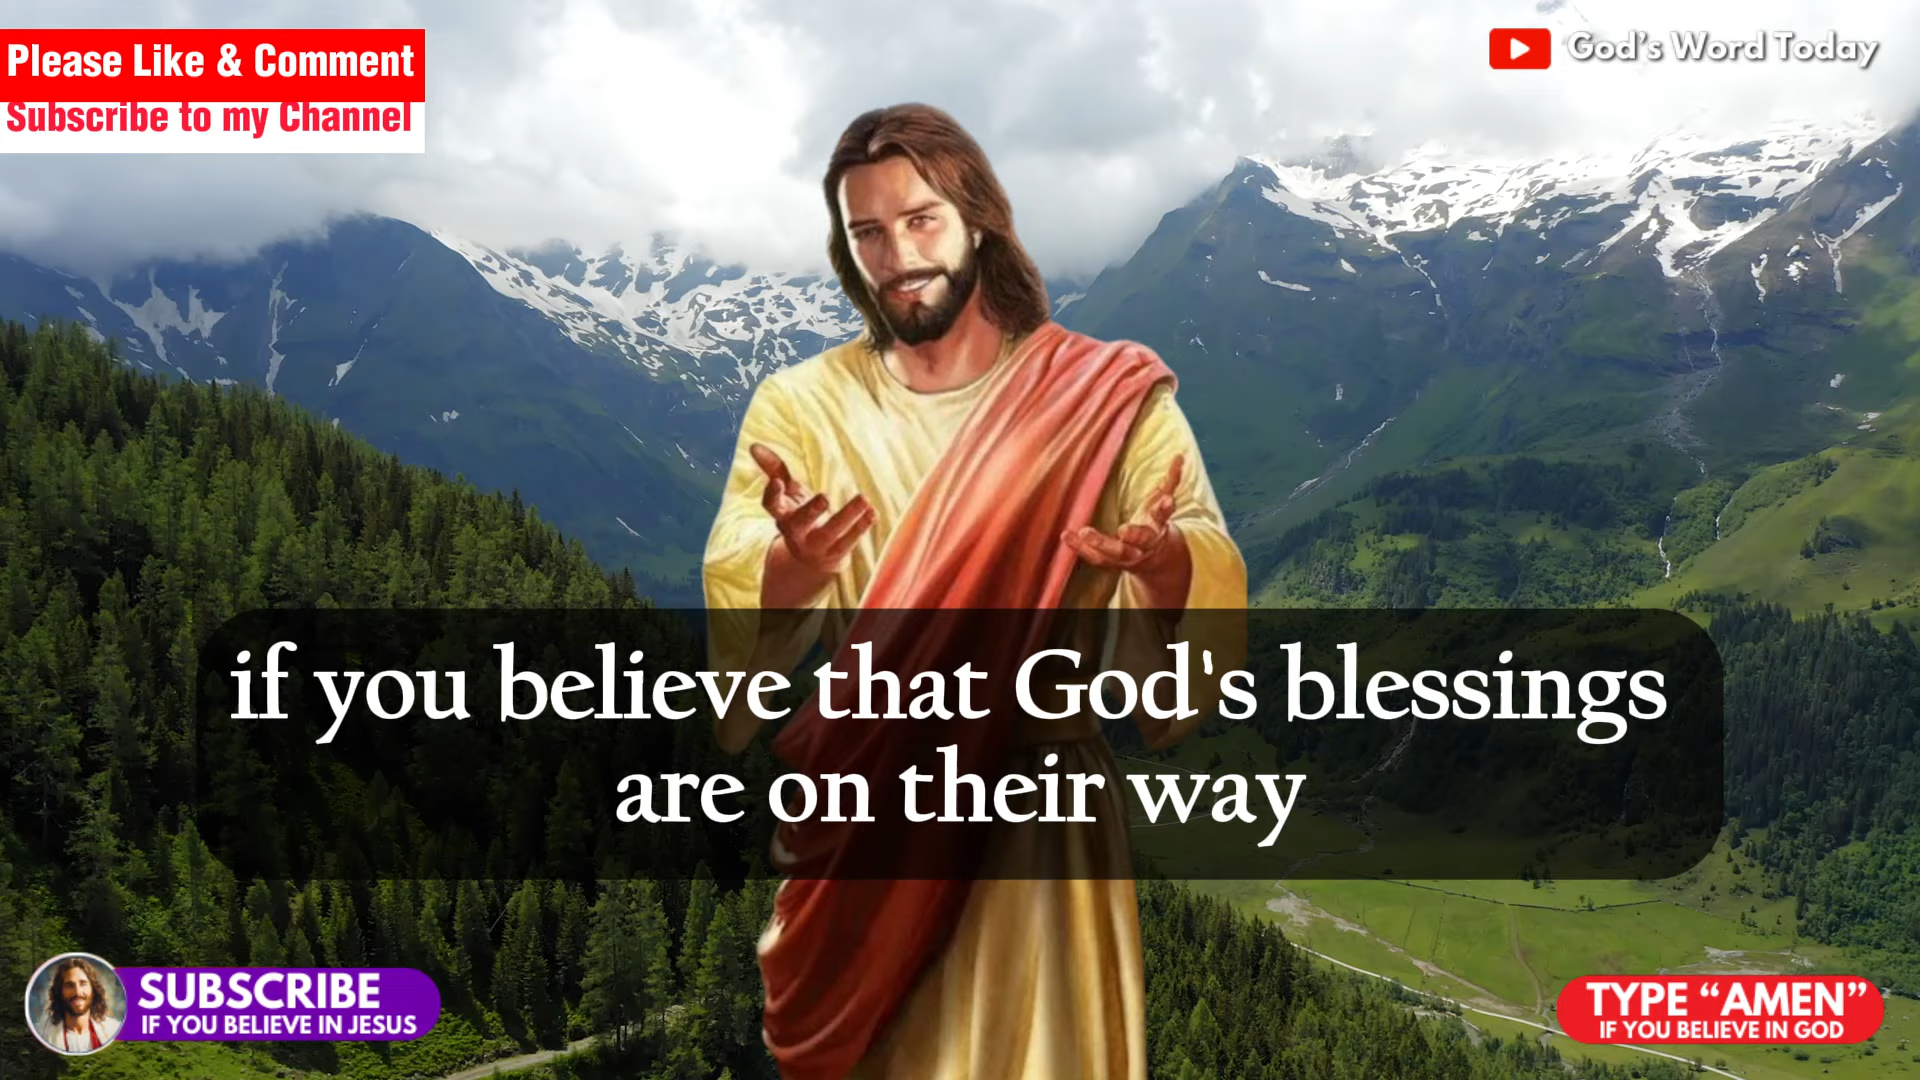 Please Like & Comment
Subscribe to my Channel
God's Word Today
if you believe that God's blessings
are on their way
SUBSCRIBE
IF YOU BELIEVE IN JESUS
TYPE “AMEN”
IF YOU BELIEVE IN GOD